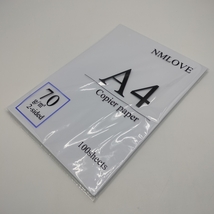 NMLOVE
A4
Copier paper
70
g/m²
2-sided
100sheets